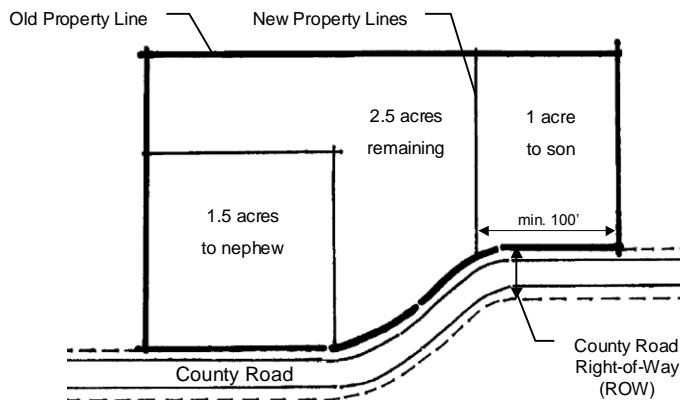 Old Property Line
New Property Lines
2.5 acres
remaining
1 acre
to son
1.5 acres
to nephew
min. 100'
County Road
County Road
Right-of-Way
(ROW)